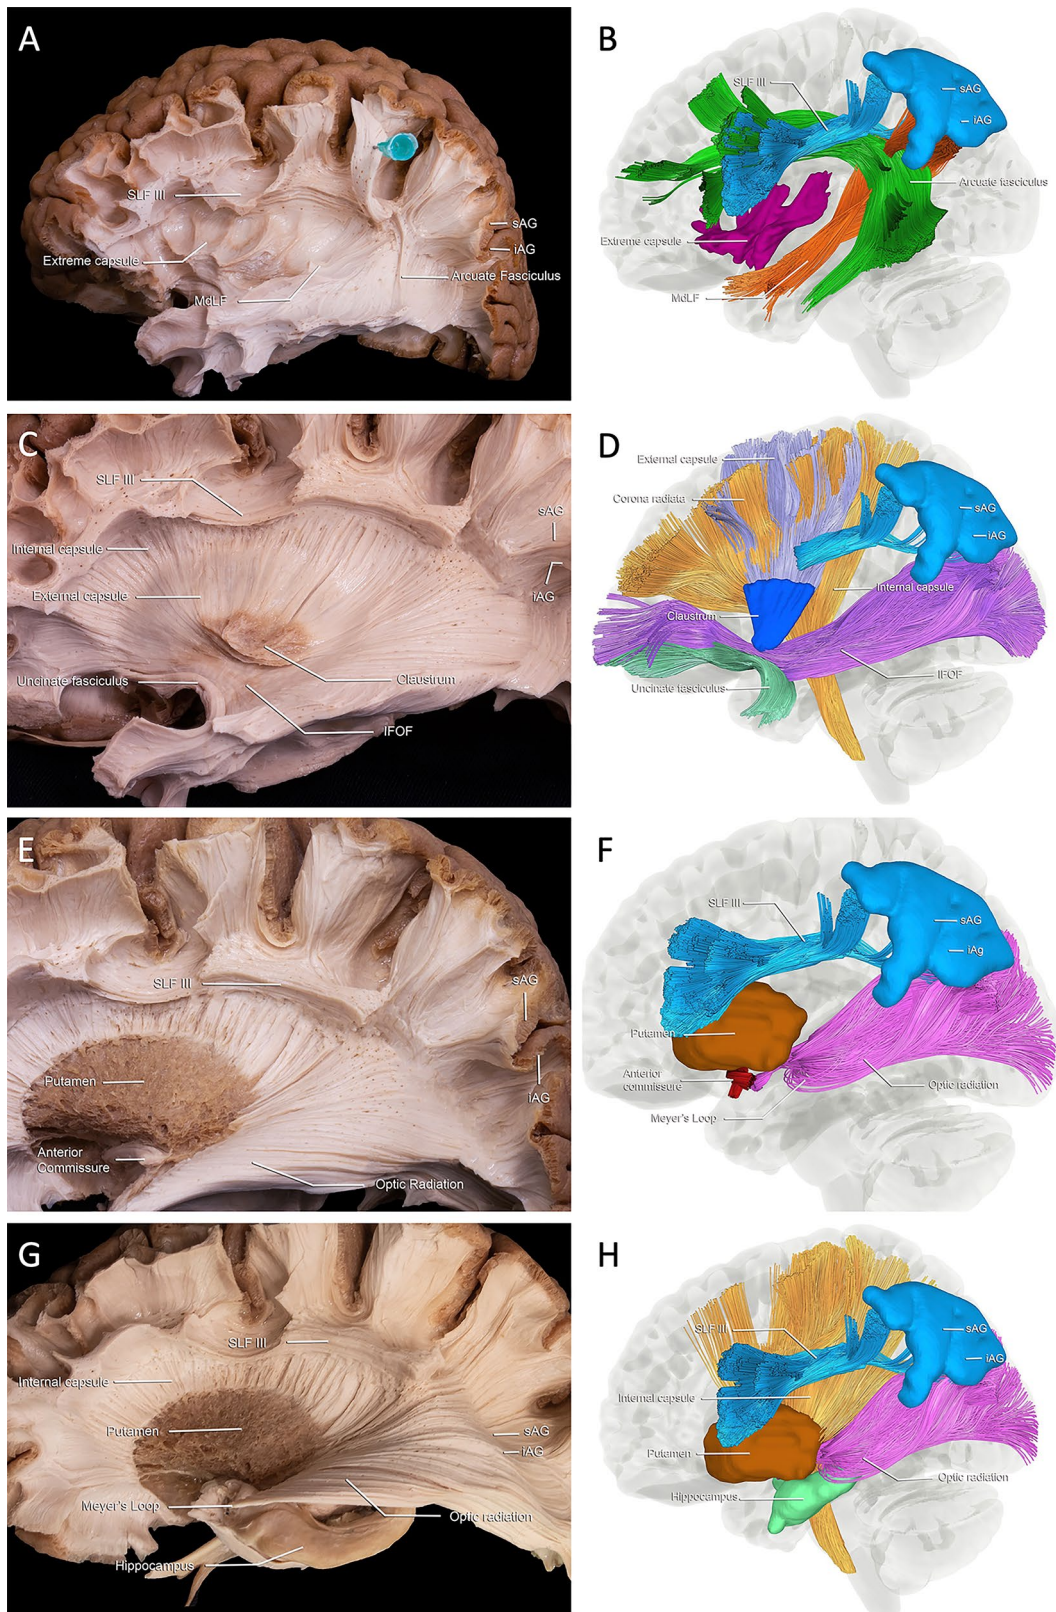 A
SLF III
sAG
Extreme capsule
iAG
MdLF
Arcuate Fasciculus
B
SLF III
sAG
iAG
Arcuate fasciculus
Extreme capsule
MdLF
C
SLF III
sAG
Internal capsule
External capsule
iAG
Uncinate fasciculus
Claustrum
IFOF
D
External capsule
Corona radiata
sAG
iAG
Internal capsule
Claustrum
Uncinate fasciculus
IFOF
E
SLF III
sAG
Putamen
iAG
Anterior
Commissure
Optic Radiation
F
SLF III
sAG
iAg
Putamen
Anterior
commissure
Optic radiation
Meyer's Loop
G
SLF III
Internal capsule
Putamen
sAG
iAG
Meyer's Loop
Optic radiation
Hippocampus
H
SLF III
sAG
iAG
Internal capsule
Putamen
Optic radiation
Hippocampus